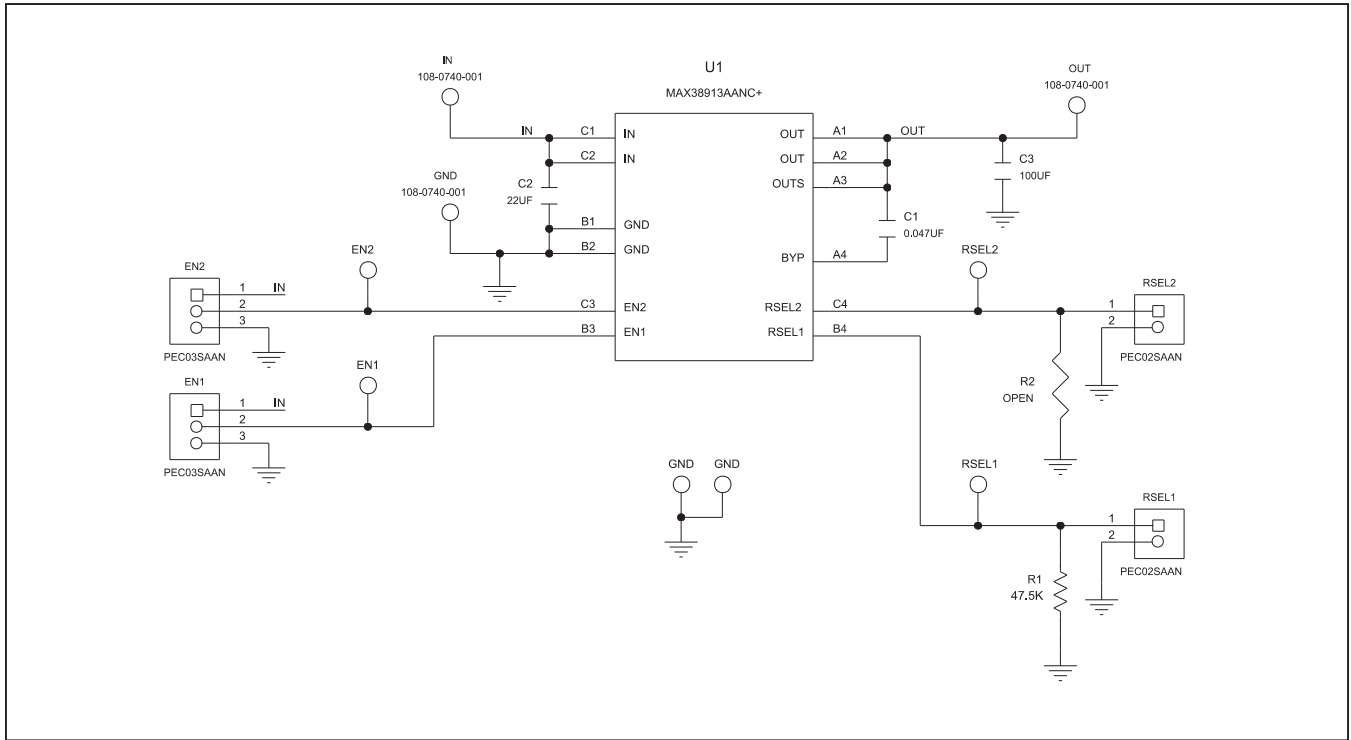 IN
108-0740-001
U1
MAX38913AANC+
OUT
108-0740-001
IN C1 IN
C2 IN
C2
22UF
GND
108-0740-001
B1 GND
B2 GND
OUT A1 OUT
OUT A2
OUTS A3
C3
100UF
C1
0.047UF
BYP A4
EN2
EN2
1 IN
2
3
PEC03SAAN
C3 EN2
B3 EN1
RSEL2 C4
RSEL1 B4
RSEL2
RSEL2
1
2
PEC02SAAN
R2
OPEN
EN1
EN1
1 IN
2
3
PEC03SAAN
GND GND
RSEL1
RSEL1
1
2
PEC02SAAN
R1
47.5K